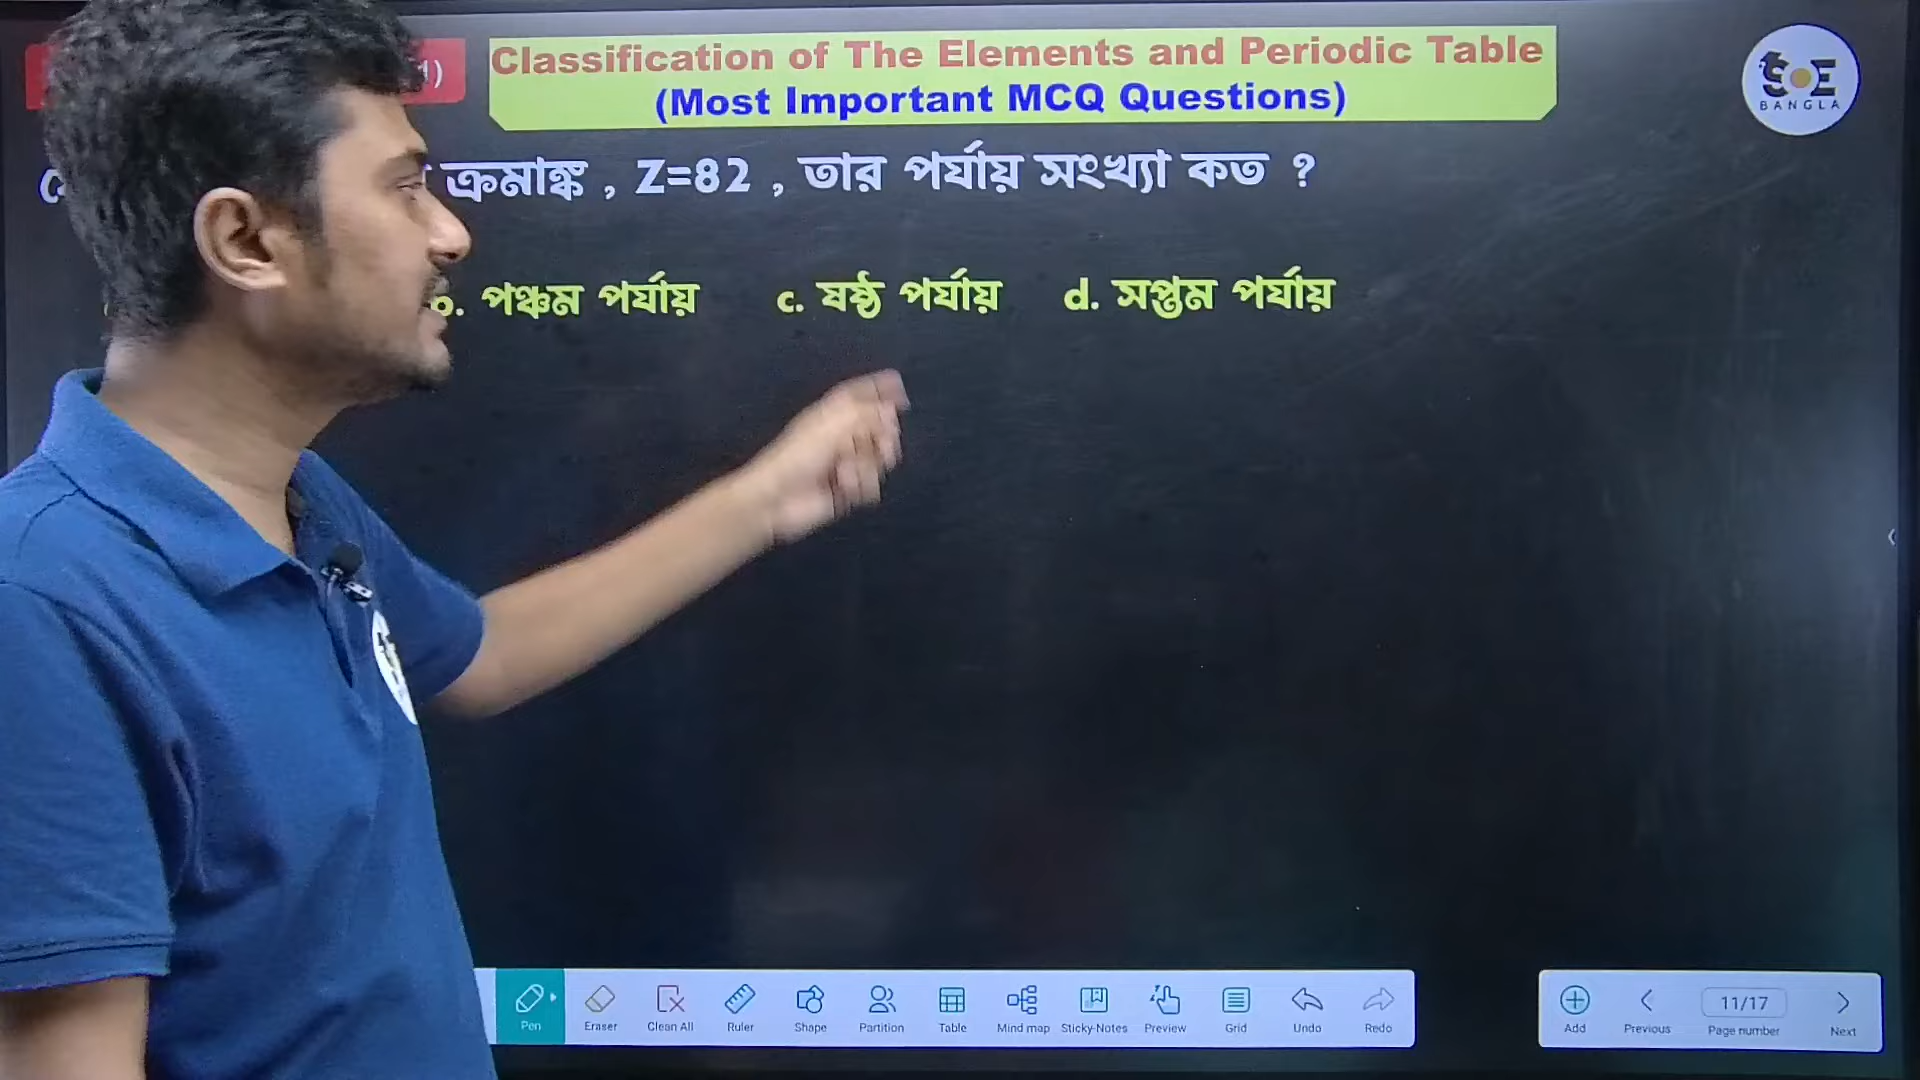 Classification of The Elements and Periodic Table
(Most Important MCQ Questions)
SOE
BANGLA
ক্রমাঙ্ক , Z=82 , তার পর্যায় সংখ্যা কত ?
b. পঞ্চম পর্যায় c. ষষ্ঠ পর্যায় d. সপ্তম পর্যায়
Pen Eraser Clean All Ruler Shape Partition Table Mind map Sticky-Notes Preview Grid Undo Redo
11/17
Add Previous Page number Next